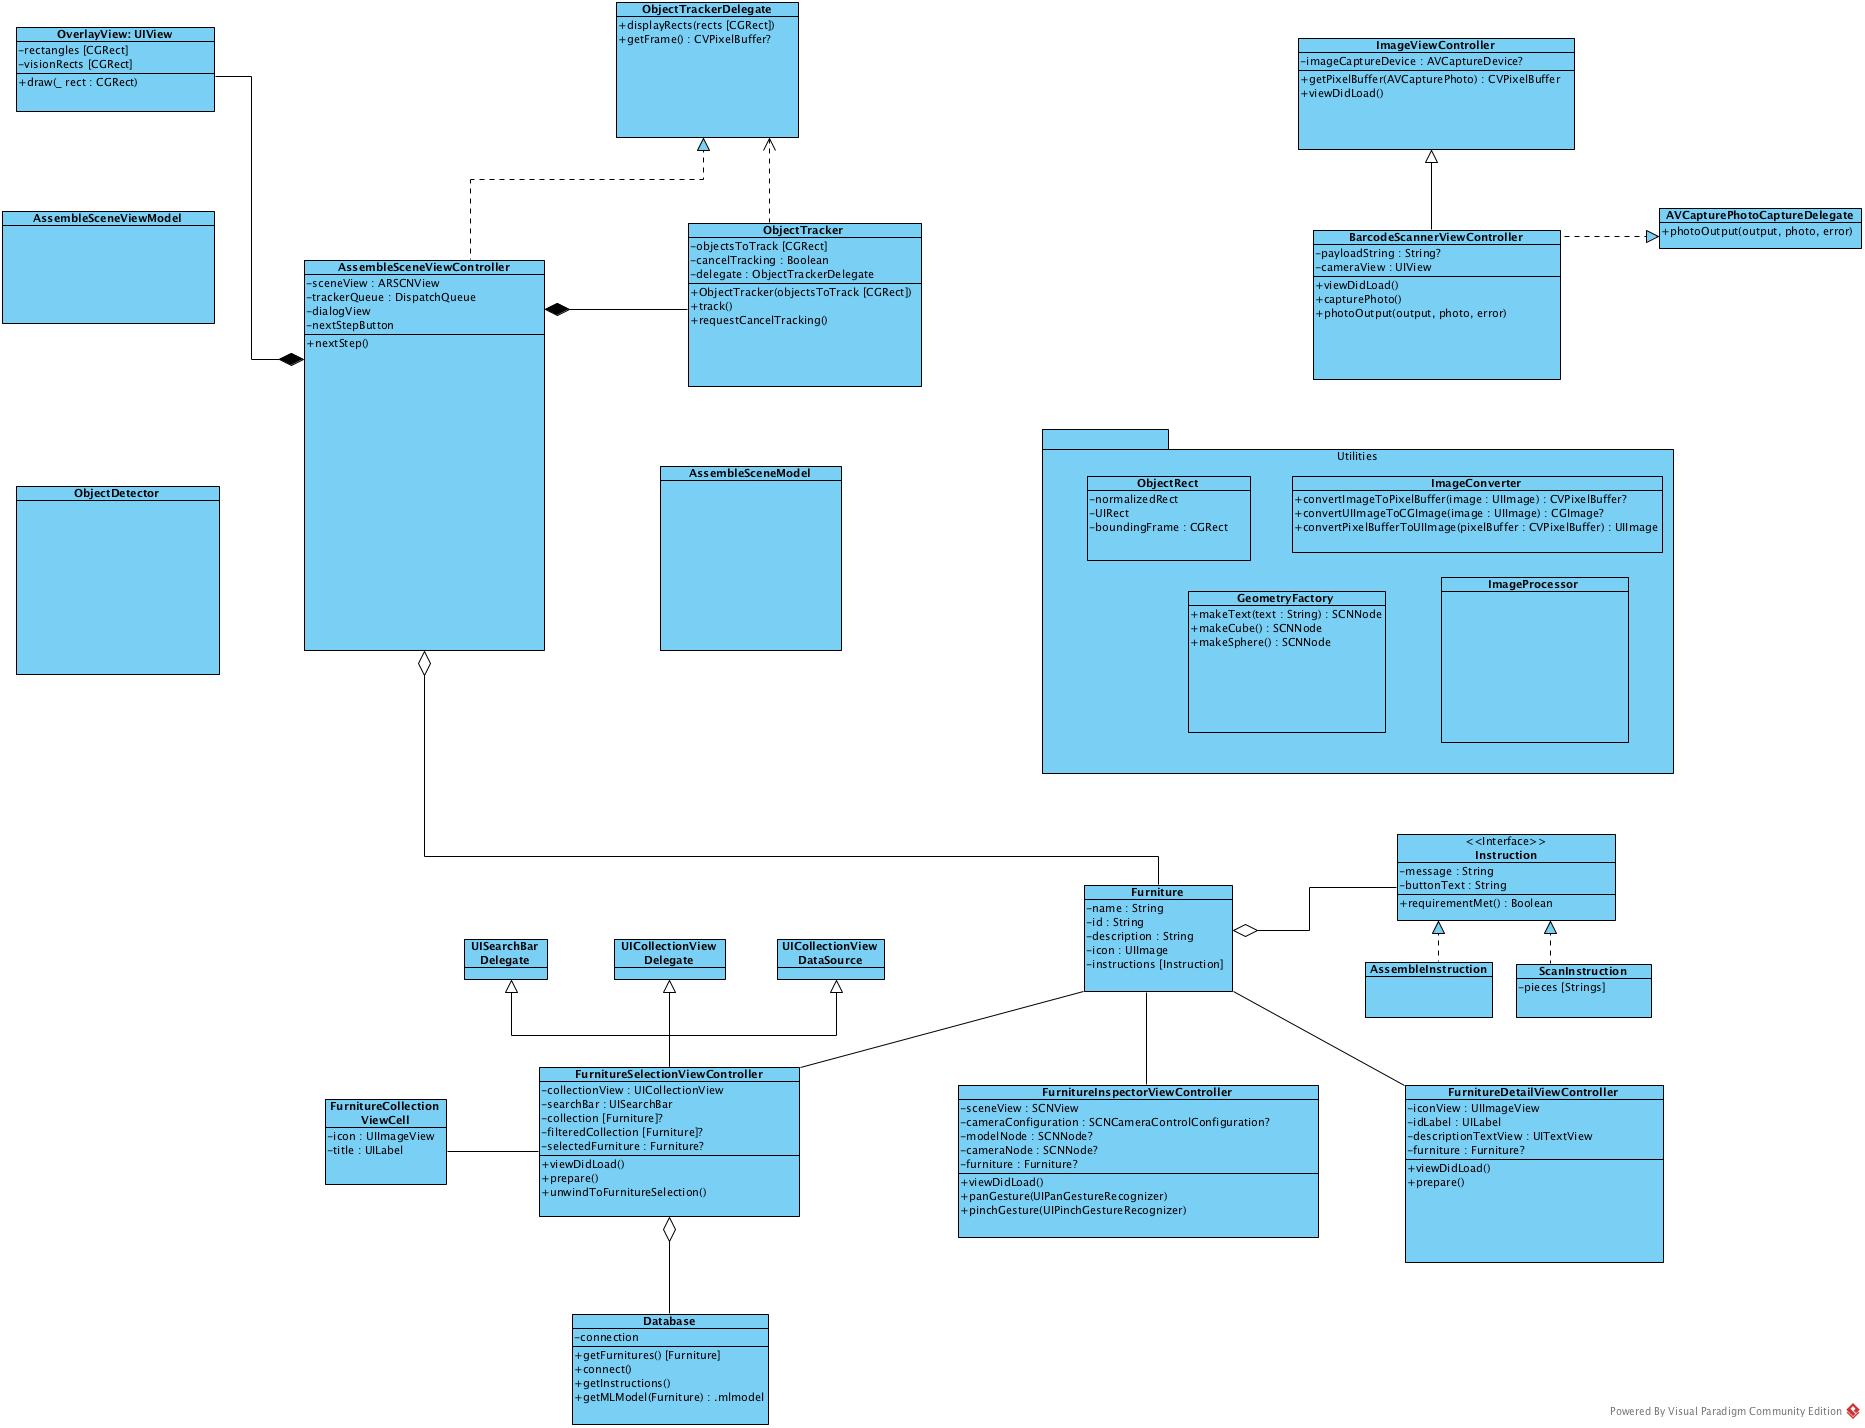 ObjectTrackerDelegate
+displayRects(rects [CGRect])
+getFrame() : CVPixelBuffer?
OverlayView: UIView
-rectangles [CGRect]
-visionRects [CGRect]
+draw(_ rect : CGRect)
ImageViewController
-imageCaptureDevice : AVCaptureDevice?
+getPixelBuffer(AVCapturePhoto) : CVPixelBuffer
+viewDidLoad()
AssembleSceneViewModel
ObjectTracker
-objectsToTrack [CGRect]
-cancelTracking : Boolean
-delegate : ObjectTrackerDelegate
+ObjectTracker(objectsToTrack [CGRect])
+track()
+requestCancelTracking()
AVCapturePhotoCaptureDelegate
+photoOutput(output, photo, error)
BarcodeScannerViewController
-payloadString : String?
-cameraView : UIView
+viewDidLoad()
+capturePhoto()
+photoOutput(output, photo, error)
AssembleSceneViewController
-sceneView : ARSCNView
-trackerQueue : DispatchQueue
-dialogView
-nextStepButton
+nextStep()
ObjectDetector
AssembleSceneModel
Utilities
ObjectRect
-normalizedRect
-UIRect
-boundingFrame : CGRect
ImageConverter
+convertImageToPixelBuffer(image : UIImage) : CVPixelBuffer?
+convertUIImageToCGImage(image : UIImage) : CGImage?
+convertPixelBufferToUIImage(pixelBuffer : CVPixelBuffer) : UIImage
GeometryFactory
+makeText(text : String) : SCNNode
+makeCube() : SCNNode
+makeSphere() : SCNNode
ImageProcessor
<<Interface>>
Instruction
-message : String
-buttonText : String
+requirementMet() : Boolean
Furniture
-name : String
-id : String
-description : String
-icon : UIImage
-instructions [Instruction]
AssembleInstruction
ScanInstruction
-pieces [Strings]
UISearchBar
Delegate
UICollectionView
Delegate
UICollectionView
DataSource
FurnitureSelectionViewController
-collectionView : UICollectionView
-searchBar : UISearchBar
-collection [Furniture]?
-filteredCollection [Furniture]?
-selectedFurniture : Furniture?
+viewDidLoad()
+prepare()
+unwindToFurnitureSelection()
FurnitureCollection
ViewCell
-icon : UIImageView
-title : UILabel
FurnitureInspectorViewController
-sceneView : SCNView
-cameraConfiguration : SCNCameraControlConfiguration?
-modelNode : SCNNode?
-cameraNode : SCNNode?
-furniture : Furniture?
+viewDidLoad()
+panGesture(UIPanGestureRecognizer)
+pinchGesture(UIPinchGestureRecognizer)
FurnitureDetailViewController
-iconView : UIImageView
-idLabel : UILabel
-descriptionTextView : UITextView
-furniture : Furniture?
+viewDidLoad()
+prepare()
Database
-connection
+getFurnitures() [Furniture]
+connect()
+getInstructions()
+getMLModel(Furniture) : .mlmodel
Powered By Visual Paradigm Community Edition